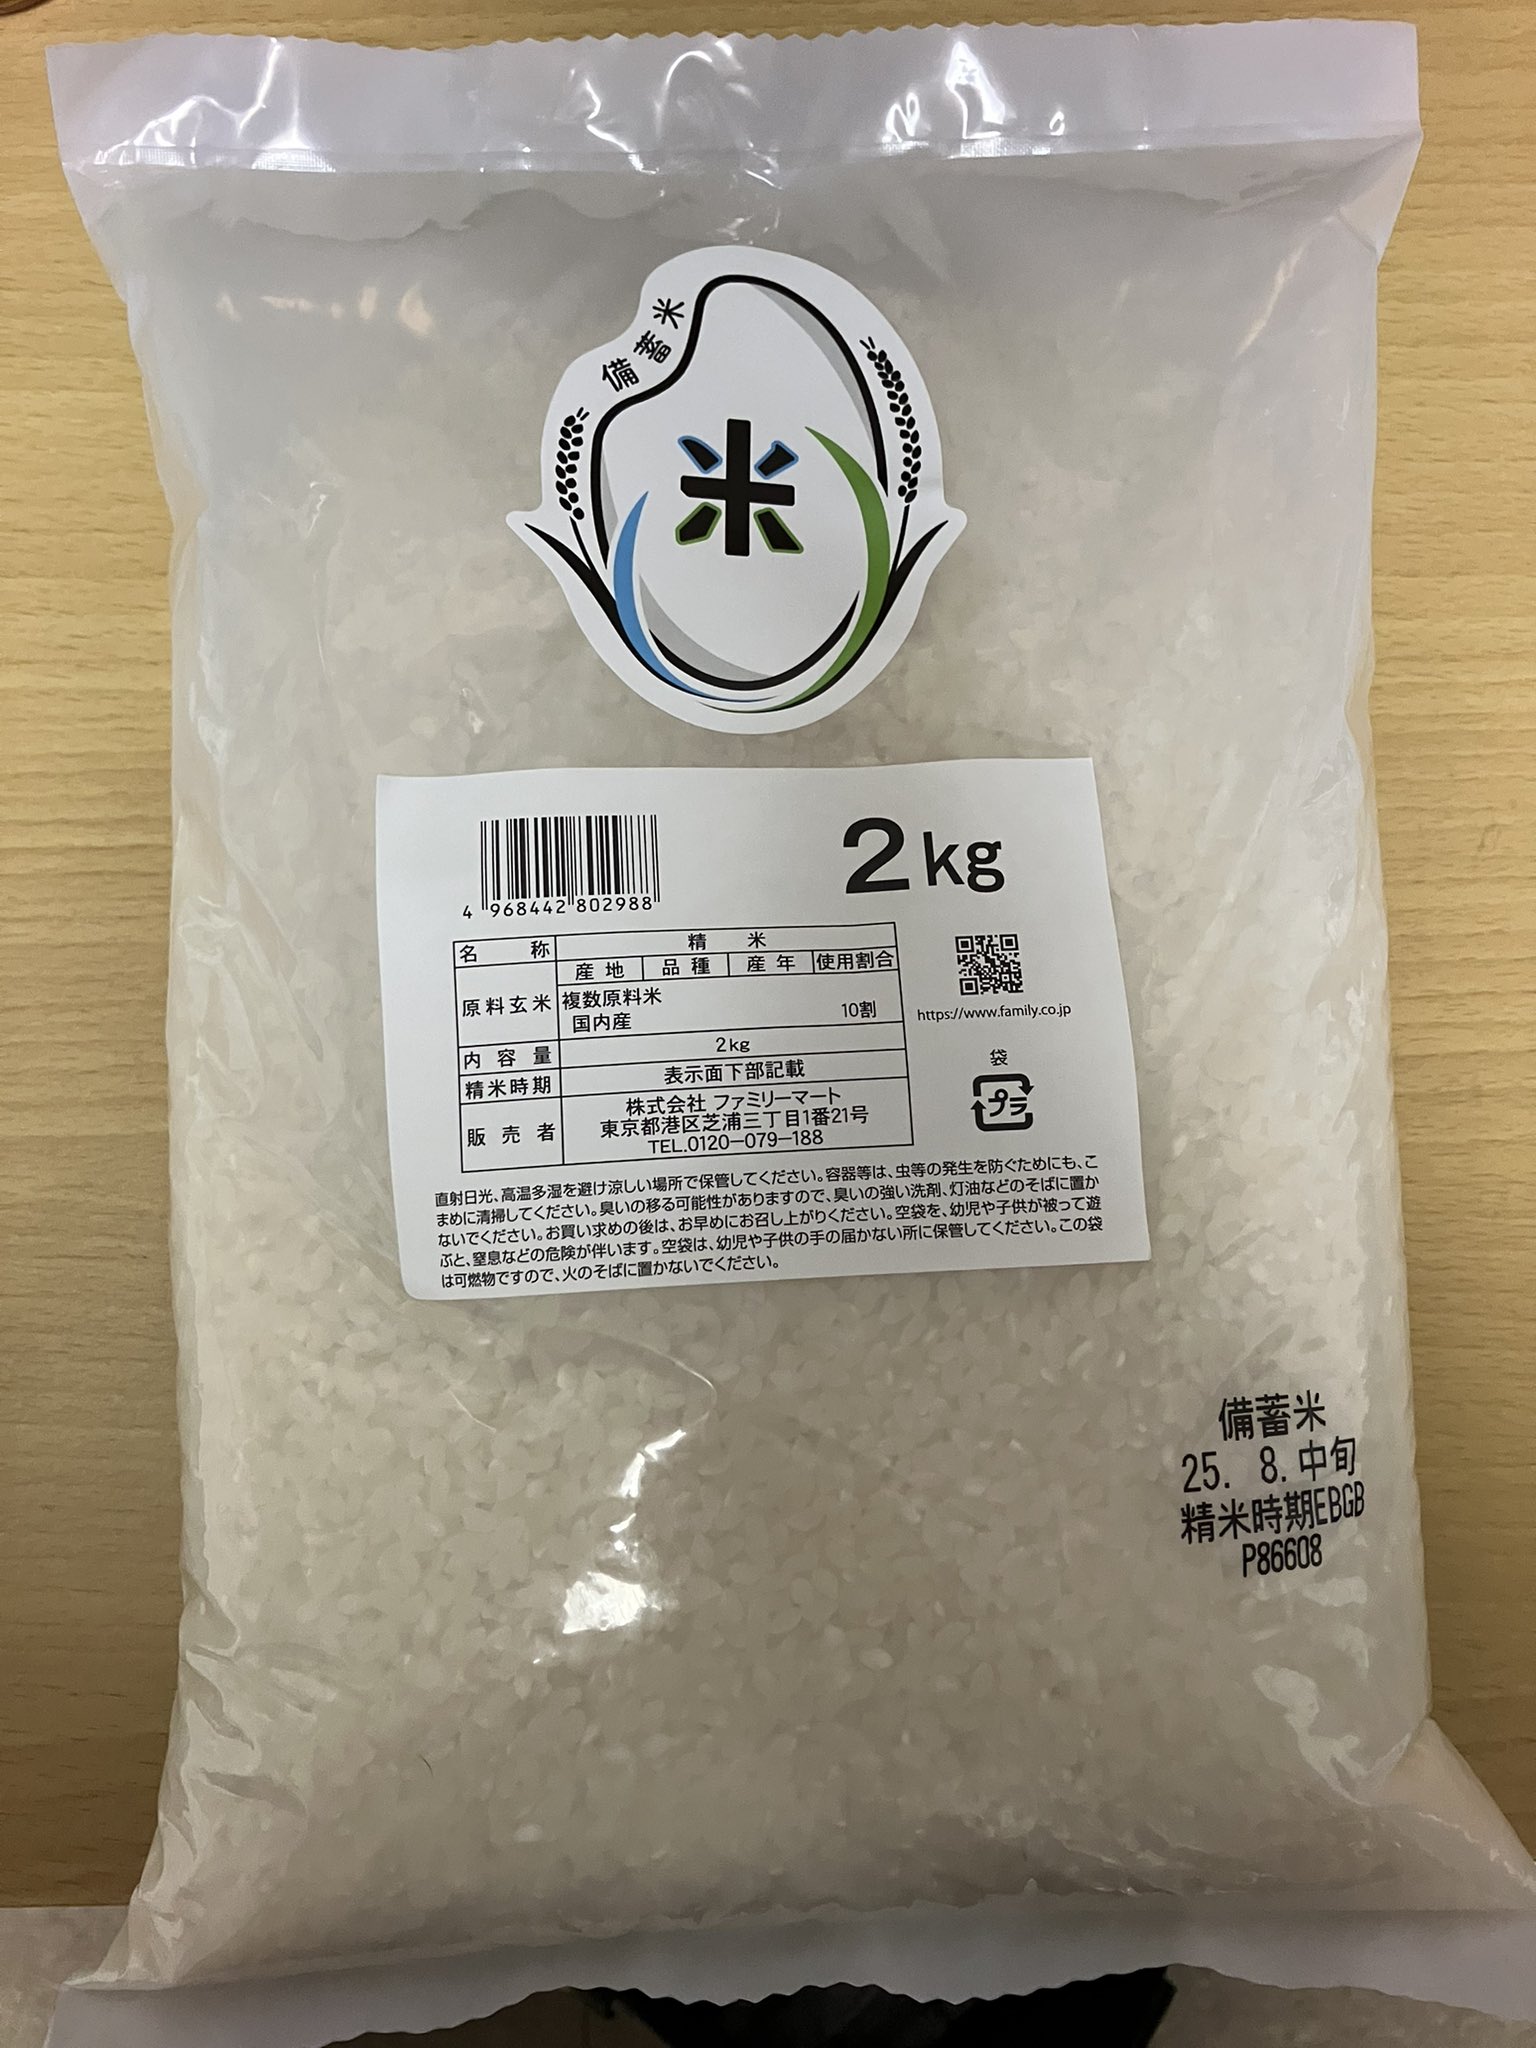 備蓄米
米
2kg
4 968442 802988
名称 精米
産地 品種 産年 使用割合
原料玄米 複数原料米
国内産 10割
内容量 2kg
精米時期 表示面下部記載
販売者 株式会社 ファミリーマート
東京都港区芝浦三丁目1番21号
TEL.0120-079-188
https://www.family.co.jp
袋
プラ
直射日光、高温多湿を避け涼しい場所で保管してください。容器等は、虫等の発生を防ぐためにも、こ
まめに清掃してください。臭いの移る可能性がありますので、臭いの強い洗剤、灯油などのそばに置か
ないでください。お買い求めの後は、お早めにお召し上がりください。空袋を、幼児や子供が被って遊
ぶと、窒息などの危険が伴います。空袋は、幼児や子供の手の届かない所に保管してください。この袋
は可燃物ですので、火のそばに置かないでください。
備蓄米
25. 8.中旬
精米時期EBGB
P86608